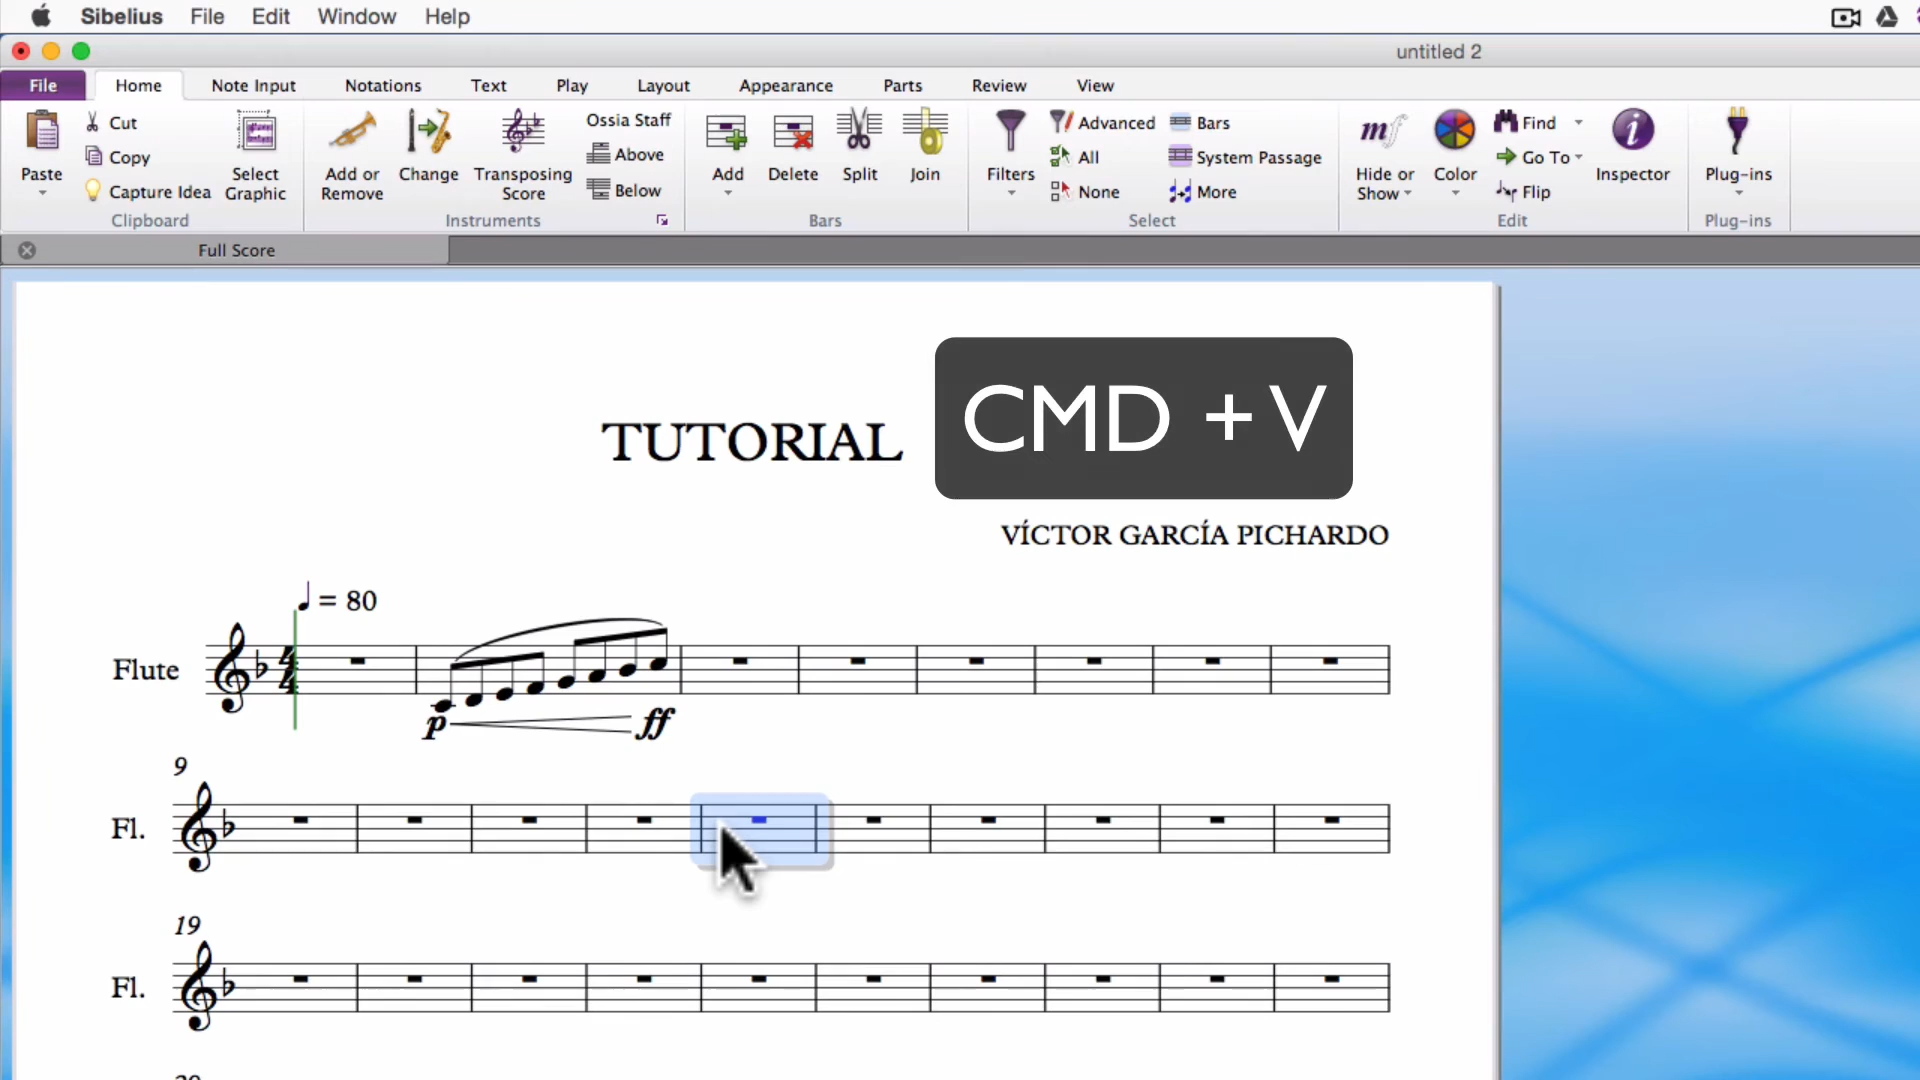 Sibelius File Edit Window Help
untitled 2
File Home Note Input Notations Text Play Layout Appearance Parts Review View
Paste
Cut
Copy
Capture Idea
Select Graphic
Clipboard
Add or Remove
Change
Transposing Score
Ossia Staff
Above
Below
Instruments
Add
Delete
Split
Join
Bars
Filters
Advanced
All
None
Bars
System Passage
More
Select
Hide or Show
Color
Find
Go To
Flip
Inspector
Edit
Plug-ins
Plug-ins
Full Score
CMD + V
TUTORIAL
VÍCTOR GARCÍA PICHARDO
= 80
Flute
4
4
p ff
9
Fl.
19
Fl.